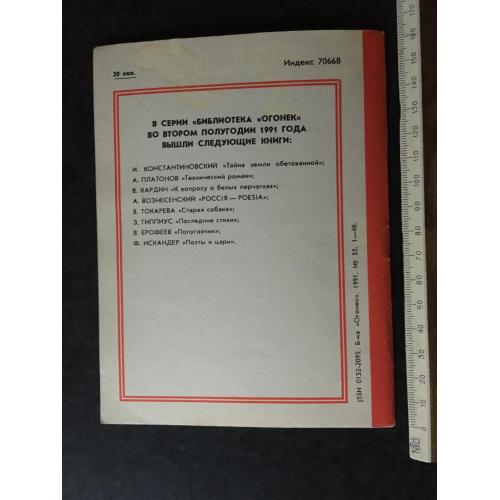 20 коп.
Индекс 70668
В СЕРИИ «БИБЛИОТЕКА «ОГОНЕК»
ВО ВТОРОМ ПОЛУГОДИИ 1991 ГОДА
ВЫШЛИ СЛЕДУЮЩИЕ КНИГИ:
И. КОНСТАНТИНОВСКИЙ «Тайна земли обетованной»;
А. ПЛАТОНОВ «Технический роман»;
В. КАРДИН «К вопросу о белых перчатках»;
А. ВОЗНЕСЕНСКИЙ «РОССІЯ — POESIA»;
В. ТОКАРЕВА «Старая собака»;
З. ГИППИУС «Последние стихи»;
В. ЕРОФЕЕВ «Попугайчик»;
Ф. ИСКАНДЕР «Поэты и цари».
ISSN 0132-2095. Б-ка «Огонек», 1991, № 35, 1—48.